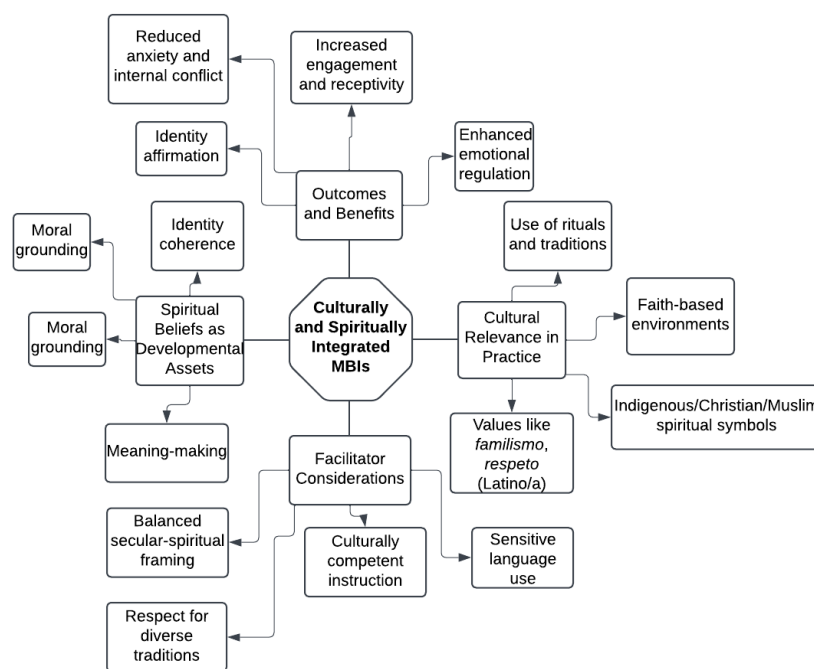 Reduced
anxiety and
internal conflict
Increased
engagement
and receptivity
Identity
affirmation
Enhanced
emotional
regulation
Outcomes
and Benefits
Moral
grounding
Identity
coherence
Use of rituals
and traditions
Spiritual
Beliefs as
Developmental
Assets
Moral
grounding
Meaning-making
Culturally
and Spiritually
Integrated
MBIs
Cultural
Relevance in
Practice
Faith-based
environments
Indigenous/Christian/Muslim
spiritual symbols
Values like
familismo,
respeto
(Latino/a)
Facilitator
Considerations
Balanced
secular-spiritual
framing
Culturally
competent
instruction
Sensitive
language
use
Respect for
diverse
traditions